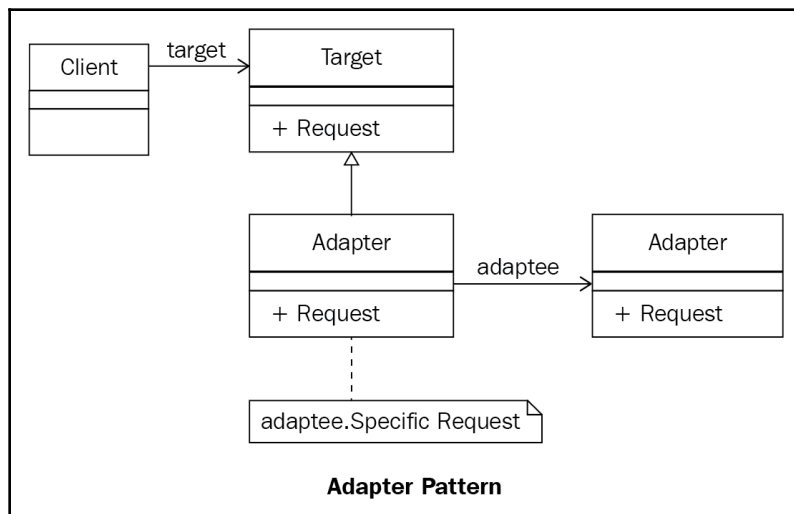 Client
target
Target
+ Request
Adapter
+ Request
adaptee
Adapter
+ Request
adaptee.Specific Request
Adapter Pattern